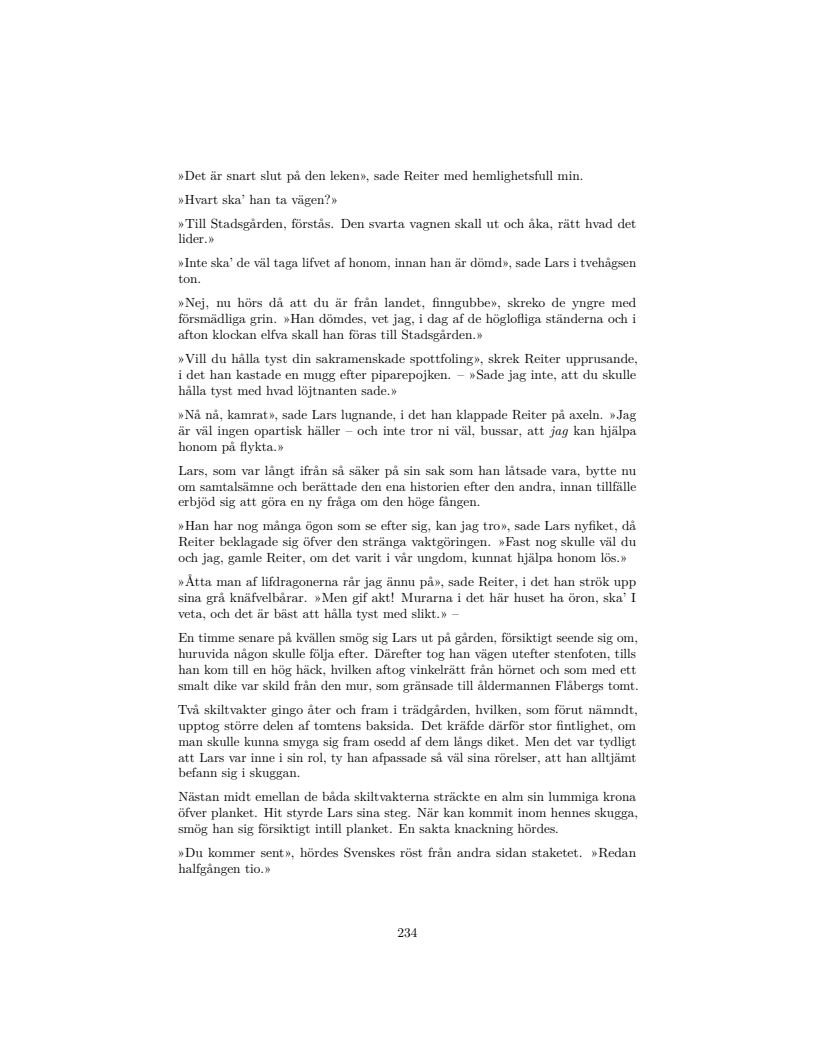 »Det är snart slut på den leken», sade Reiter med hemlighetsfull min.
»Hvart ska' han ta vägen?»
»Till Stadsgården, förstås. Den svarta vagnen skall ut och åka, rätt hvad det
lider.»
»Inte ska' de väl taga lifvet af honom, innan han är dömd», sade Lars i tvehågsen
ton.
»Nej, nu hörs då att du är från landet, finngubbe», skreko de yngre med
försmädliga grin. »Han dömdes, vet jag, i dag af de höglofliga ständerna och i
afton klockan elfva skall han föras till Stadsgården.»
»Vill du hålla tyst din sakramenskade spottfoling», skrek Reiter upprusande,
i det han kastade en mugg efter piparepojken. – »Sade jag inte, att du skulle
hålla tyst med hvad löjtnanten sade.»
»Nå nå, kamrat», sade Lars lugnande, i det han klappade Reiter på axeln. »Jag
är väl ingen opartisk häller – och inte tror ni väl, bussar, att jag kan hjälpa
honom på flykta.»
Lars, som var långt ifrån så säker på sin sak som han låtsade vara, bytte nu
om samtalsämne och berättade den ena historien efter den andra, innan tillfälle
erbjöd sig att göra en ny fråga om den höge fången.
»Han har nog många ögon som se efter sig, kan jag tro», sade Lars nyfiket, då
Reiter beklagade sig öfver den stränga vaktgöringen. »Fast nog skulle väl du
och jag, gamle Reiter, om det varit i vår ungdom, kunnat hjälpa honom lös.»
»Åtta man af lifdragonerna rår jag ännu på», sade Reiter, i det han strök upp
sina grå knäfvelbårar. »Men gif akt! Murarna i det här huset ha öron, ska' I
veta, och det är bäst att hålla tyst med slikt.» –
En timme senare på kvällen smög sig Lars ut på gården, försiktigt seende sig om,
huruvida någon skulle följa efter. Därefter tog han vägen utefter stenfoten, tills
han kom till en hög häck, hvilken aftog vinkelrätt från hörnet och som med ett
smalt dike var skild från den mur, som gränsade till åldermannen Flåbergs tomt.
Två skiltvakter gingo åter och fram i trädgården, hvilken, som förut nämndt,
upptog större delen af tomtens baksida. Det kräfde därför stor fintlighet, om
man skulle kunna smyga sig fram osedd af dem långs diket. Men det var tydligt
att Lars var inne i sin rol, ty han afpassade så väl sina rörelser, att han alltjämt
befann sig i skuggan.
Nästan midt emellan de båda skiltvakterna sträckte en alm sin lummiga krona
öfver planket. Hit styrde Lars sina steg. När kan kommit inom hennes skugga,
smög han sig försiktigt intill planket. En sakta knackning hördes.
»Du kommer sent», hördes Svenskes röst från andra sidan staketet. »Redan
halfgången tio.»
234